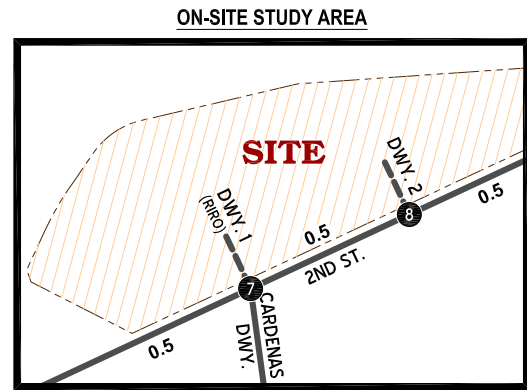 ON-SITE STUDY AREA
SITE
DWY. 1
(RIRO)
DWY. 2
0.5
8
0.5
2ND ST.
7
CARDENAS
DWY.
0.5